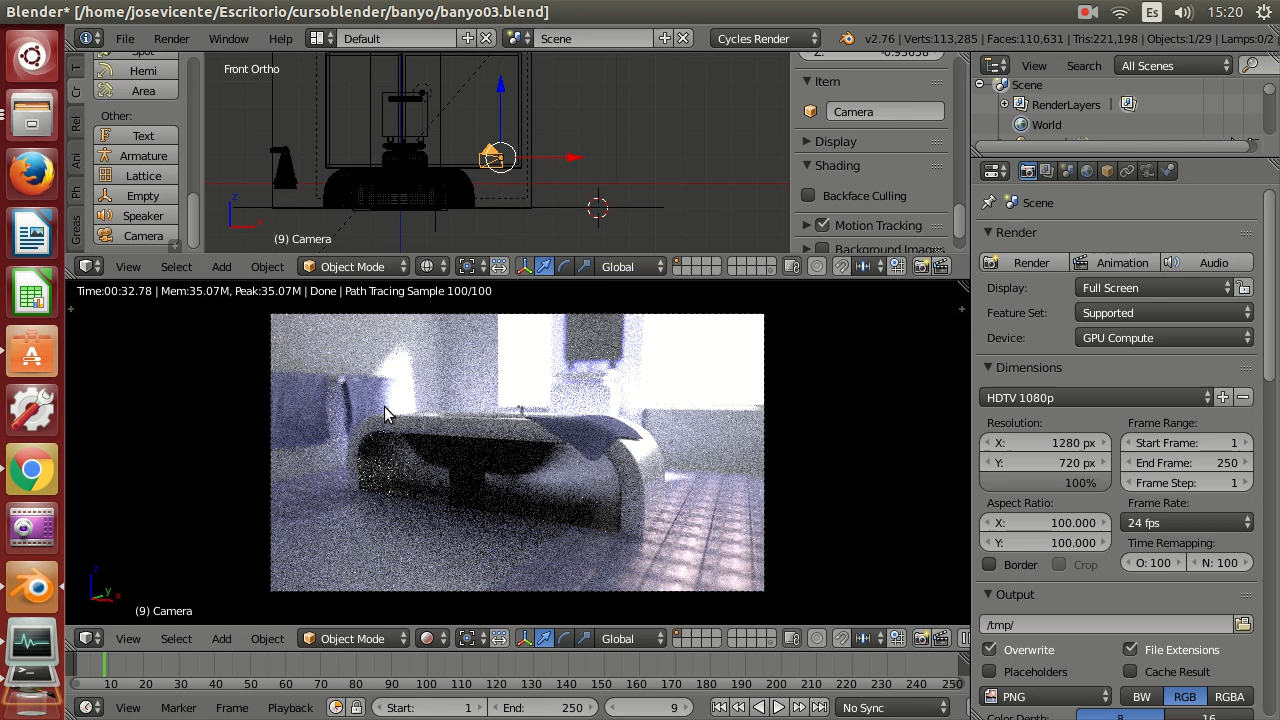 Blender* [/home/josevicente/Escritorio/cursoblender/banyo/banyo03.blend]
Es
15:20
File
Render
Window
Help
Default
Scene
Cycles Render
v2.76 | Verts:113,285 | Faces:110,631 | Tris:221,198 | Objects:1/29 | Lamps:0/2
Hemi
Area
Other:
Text
Armature
Lattice
Empty
Speaker
Camera
T
Cr
Rel
Ani
Ph
Greas
Front Ortho
z
x
(9) Camera
Item
Camera
Display
Shading
Backface Culling
Motion Tracking
Background Images
View
Search
All Scenes
Scene
RenderLayers
World
View
Select
Add
Object
Object Mode
Global
Time:00:32.78 | Mem:35.07M, Peak:35.07M | Done | Path Tracing Sample 100/100
z
y
x
(9) Camera
View
Select
Add
Object
Object Mode
Global
10 20 30 40 50 60 70 80 90 100 110 120 130 140 150 160 170 180 190 200 210 220 230 240 250
View
Marker
Frame
Playback
Start: 1
End: 250
9
No Sync
Scene
Render
Render
Animation
Audio
Display:
Full Screen
Feature Set:
Supported
Device:
GPU Compute
Dimensions
HDTV 1080p
Resolution:
Frame Range:
X: 1280 px
Start Frame: 1
Y: 720 px
End Frame: 250
100%
Frame Step: 1
Aspect Ratio:
Frame Rate:
X: 100.000
24 fps
Y: 100.000
Time Remapping:
Border
Crop
O: 100
N: 100
Output
/tmp/
Overwrite
File Extensions
Placeholders
Cache Result
PNG
BW
RGB
RGBA
Color Depth:
8
16